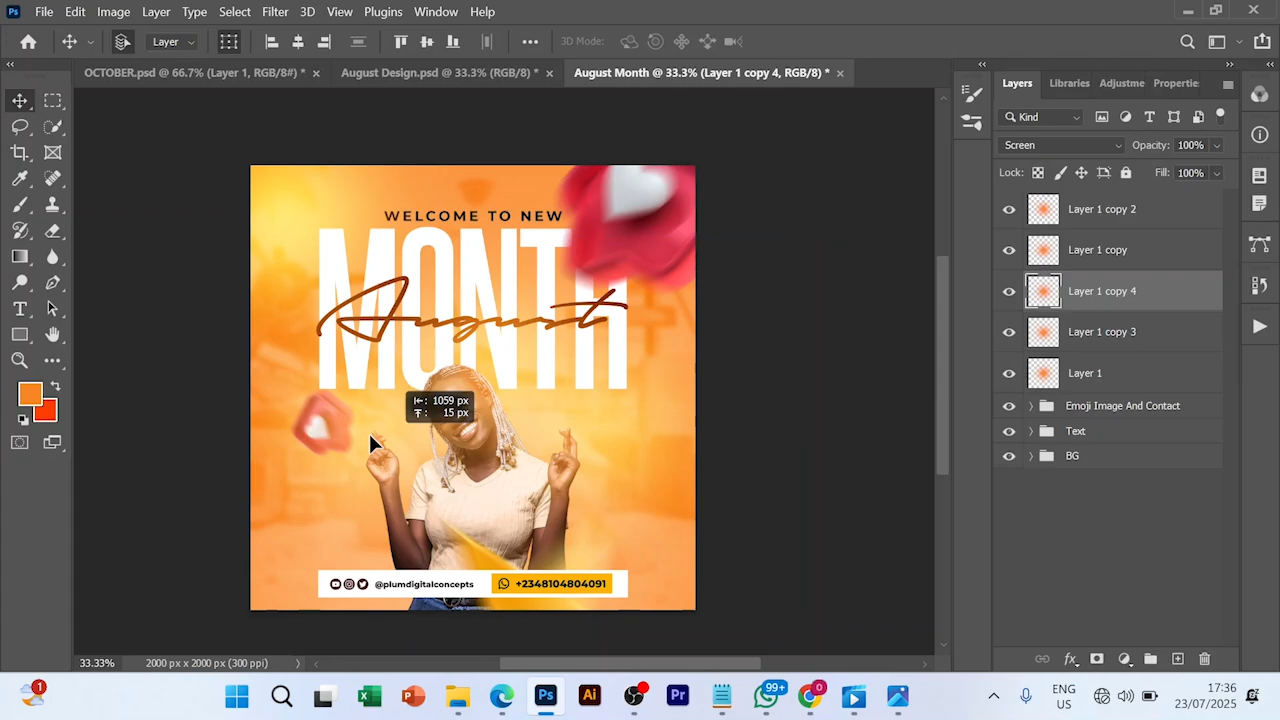 File Edit Image Layer Type Select Filter 3D View Plugins Window Help
Layer 3D Mode:
OCTOBER.psd @ 66.7% (Layer 1, RGB/8#) * × August Design.psd @ 33.3% (RGB/8) * × August Month @ 33.3% (Layer 1 copy 4, RGB/8) * ×
Layers Libraries Adjustme Properties
Kind
Screen Opacity: 100%
Lock: Fill: 100%
Layer 1 copy 2
Layer 1 copy
Layer 1 copy 4
Layer 1 copy 3
Layer 1
Emoji Image And Contact
Text
BG
WELCOME TO NEW
MONTH
August
1059 px
15 px
@plumdigitalconcepts +2348104804091
33.33% 2000 px x 2000 px (300 ppi)
1 99+ 0 ENG US 17:36 23/07/2025